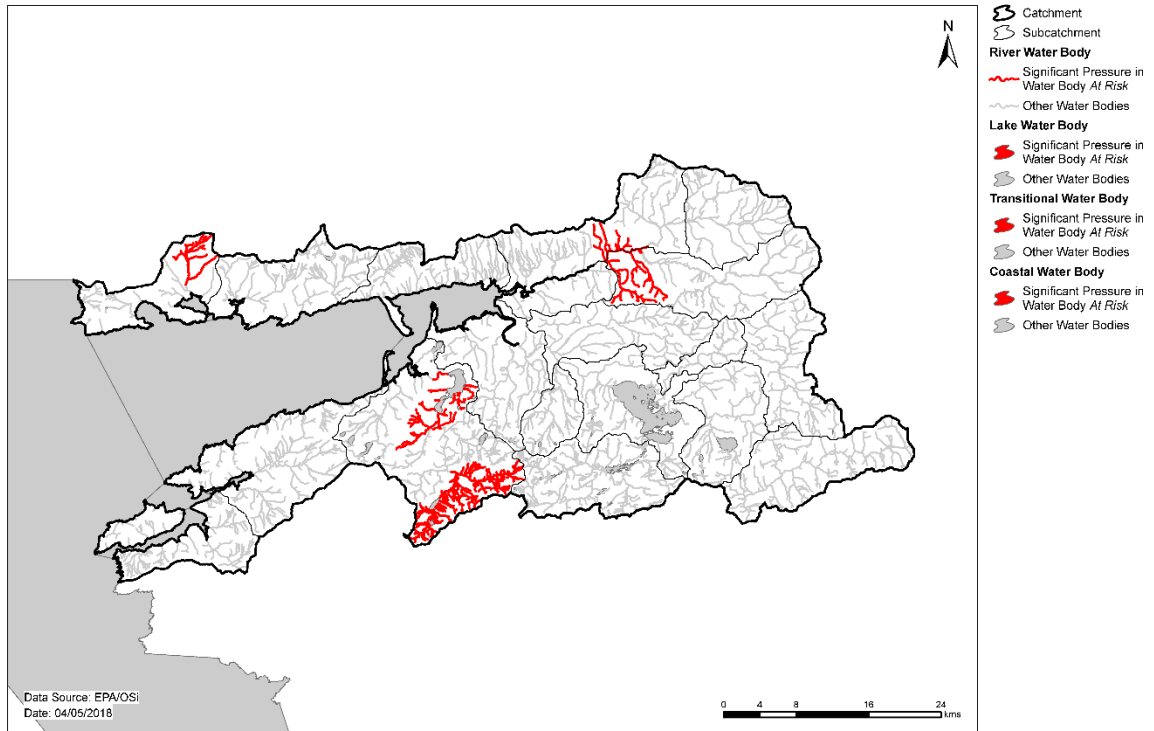 N
Catchment
Subcatchment
River Water Body
Significant Pressure in
Water Body At Risk
Other Water Bodies
Lake Water Body
Significant Pressure in
Water Body At Risk
Other Water Bodies
Transitional Water Body
Significant Pressure in
Water Body At Risk
Other Water Bodies
Coastal Water Body
Significant Pressure in
Water Body At Risk
Other Water Bodies
Data Source: EPA/OSi
Date: 04/05/2018
0 4 8 16 24
kms